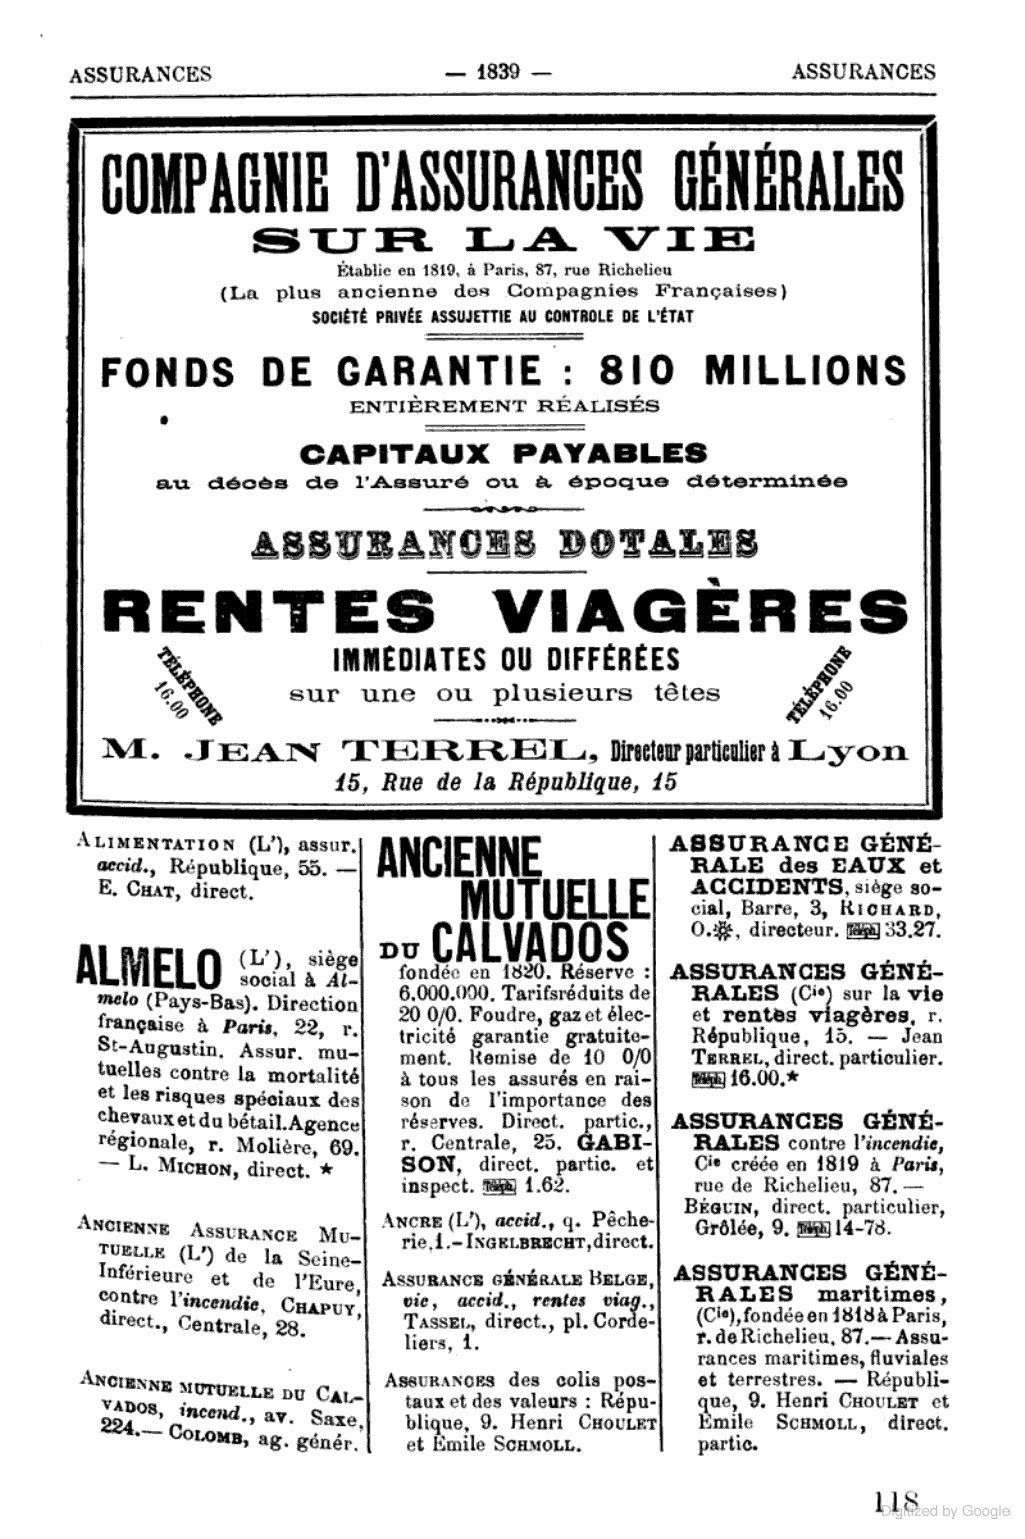 ASSURANCES — 1839 — ASSURANCES
COMPAGNIE D'ASSURANCES GÉNÉRALES
SUR LA VIE
Établie en 1819, à Paris, 87, rue Richelieu
(La plus ancienne des Compagnies Françaises)
SOCIÉTÉ PRIVÉE ASSUJETTIE AU CONTROLE DE L'ÉTAT
FONDS DE GARANTIE : 810 MILLIONS
ENTIÈREMENT RÉALISÉS
CAPITAUX PAYABLES
au décès de l'Assuré ou à époque déterminée
ASSURANCES DOTALES
RENTES VIAGÈRES
IMMÉDIATES OU DIFFÉRÉES
sur une ou plusieurs têtes
TÉLÉPHONE
16.00
TÉLÉPHONE
16.00
M. JEAN TERREL, Directeur particulier à Lyon
15, Rue de la République, 15
ALIMENTATION (L'), assur.
accid., République, 55. —
E. CHAT, direct.
ALMELO (L'), siège
social à Al-
melo (Pays-Bas). Direction
française à Paris, 22, r.
St-Augustin. Assur. mu-
tuelles contre la mortalité
et les risques spéciaux des
chevaux et du bétail. Agence
régionale, r. Molière, 69.
— L. MICHON, direct. ★
ANCIENNE ASSURANCE MU-
TUELLE (L') de la Seine-
Inférieure et de l'Eure,
contre l'incendie, CHAPUY,
direct., Centrale, 28.
ANCIENNE MUTUELLE DU CAL-
VADOS, incend., av. Saxe,
224. — COLOMB, ag. génér.
ANCIENNE
MUTUELLE
DU CALVADOS
fondée en 1820. Réserve :
6.000.000. Tarifs réduits de
20 0/0. Foudre, gaz et élec-
tricité garantie gratuite-
ment. Remise de 10 0/0
à tous les assurés en rai-
son de l'importance des
réserves. Direct. partic.,
r. Centrale, 25. GABI-
SON, direct. partic. et
inspect. Téléph. 1.62.
ANCRE (L'), accid., q. Pêche-
rie, 1. — INGELBRECHT, direct.
ASSURANCE GÉNÉRALE BELGE,
vie, accid., rentes viag.,
TASSEL, direct., pl. Corde-
liers, 1.
ASSURANCES des colis pos-
taux et des valeurs : Répu-
blique, 9. Henri CHOULET
et Émile SCHMOLL.
ASSURANCE GÉNÉ-
RALE des EAUX et
ACCIDENTS, siège so-
cial, Barre, 3, RICHARD,
O.☼, directeur. Téléph. 33.27.
ASSURANCES GÉNÉ-
RALES (Cie) sur la vie
et rentes viagères, r.
République, 15. — Jean
TERREL, direct. particulier.
Téléph. 16.00.★
ASSURANCES GÉNÉ-
RALES contre l'incendie,
Cie créée en 1819 à Paris,
rue de Richelieu, 87. —
BÉGUIN, direct. particulier,
Grôlée, 9. Téléph. 14-78.
ASSURANCES GÉNÉ-
RALES maritimes,
(Cie), fondée en 1818 à Paris,
r. de Richelieu, 87. — Assu-
rances maritimes, fluviales
et terrestres. — Républi-
que, 9. Henri CHOULET et
Émile SCHMOLL, direct.
partic.
118
Digitized by Google